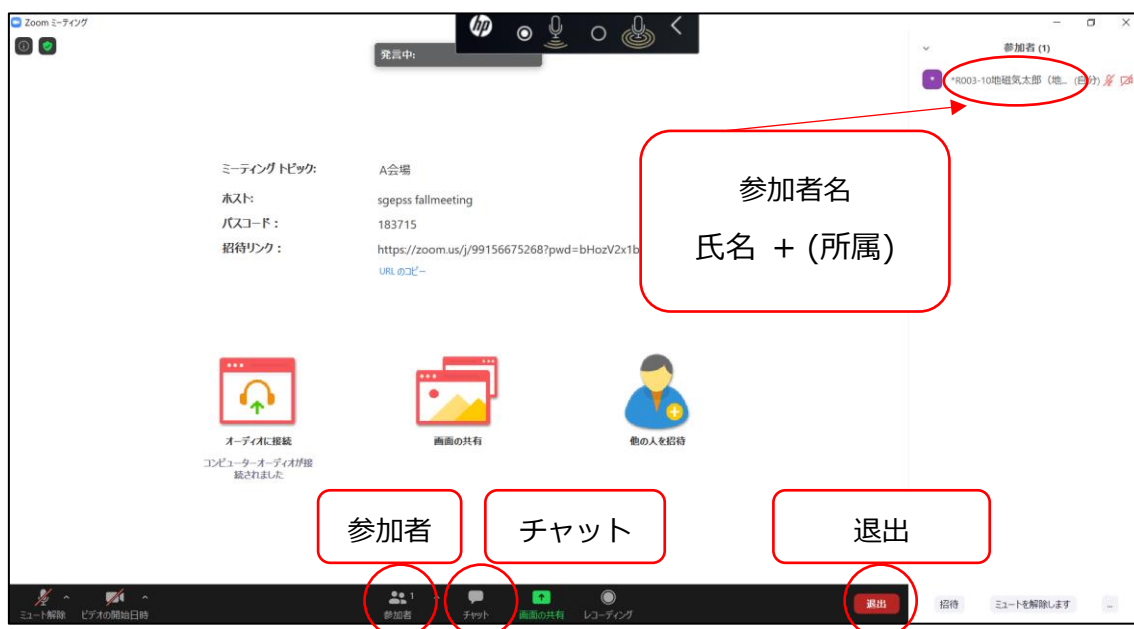 Zoom ミーティング
hp
発言中:
参加者 (1)
*R003-10地磁気太郎（地... (自分)
参加者名
氏名 + (所属)
ミーティング トピック:
A会場
ホスト:
sgepss fallmeeting
パスコード：
183715
招待リンク：
https://zoom.us/j/99156675268?pwd=bHozV2x1b
URL のコピー
オーディオに接続
画面の共有
他の人を招待
コンピューターオーディオが接
続されました
参加者
チャット
退出
1
ミュート解除
ビデオの開始日時
参加者
チャット
画面の共有
レコーディング
退出
招待
ミュートを解除します
...